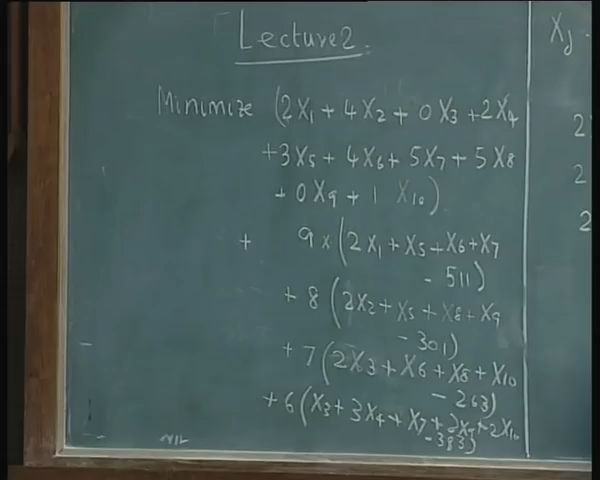 Lecture 2.
Minimize (2X₁ + 4X₂ + 0X₃ + 2X₄
+ 3X₅ + 4X₆ + 5X₇ + 5X₈
+ 0X₉ + 1 X₁₀)
+ 9 × (2X₁ + X₅ + X₆ + X₇
- 511)
+ 8 (2X₂ + X₅ + X₈ + X₉
- 301)
+ 7 (2X₃ + X₆ + X₈ + X₁₀
- 263)
+ 6 (X₃ + 3X₄ + X₇ + 2X₉ + 2X₁₀
- 383)
Xj
2
2
2